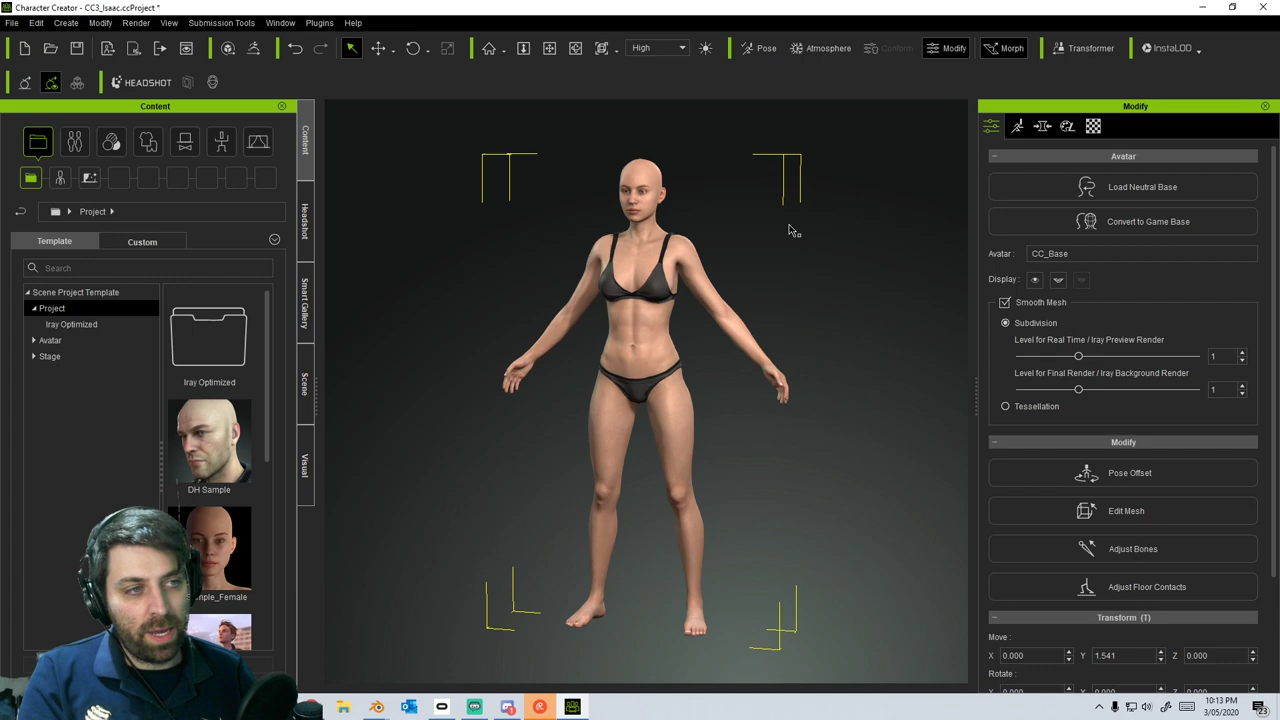 Character Creator - CC3_Isaac.ccProject *
File Edit Create Modify Render View Submission Tools Window Plugins Help
High Pose Atmosphere Conform Modify Morph Transformer InstaLOD
HEADSHOT
Content
Project
Template Custom
Search
Scene Project Template
Project
Iray Optimized
Avatar
Stage
Iray Optimized
DH Sample
mple_Female
Content
Headshot
Smart Gallery
Scene
Visual
Modify
Avatar
Load Neutral Base
Convert to Game Base
Avatar : CC_Base
Display :
Smooth Mesh
Subdivision
Level for Real Time / Iray Preview Render
1
Level for Final Render / Iray Background Render
1
Tessellation
Modify
Pose Offset
Edit Mesh
Adjust Bones
Adjust Floor Contacts
Transform (T)
Move :
X 0.000 Y 1.541 Z 0.000
Rotate :
10:13 PM
3/05/2020
23